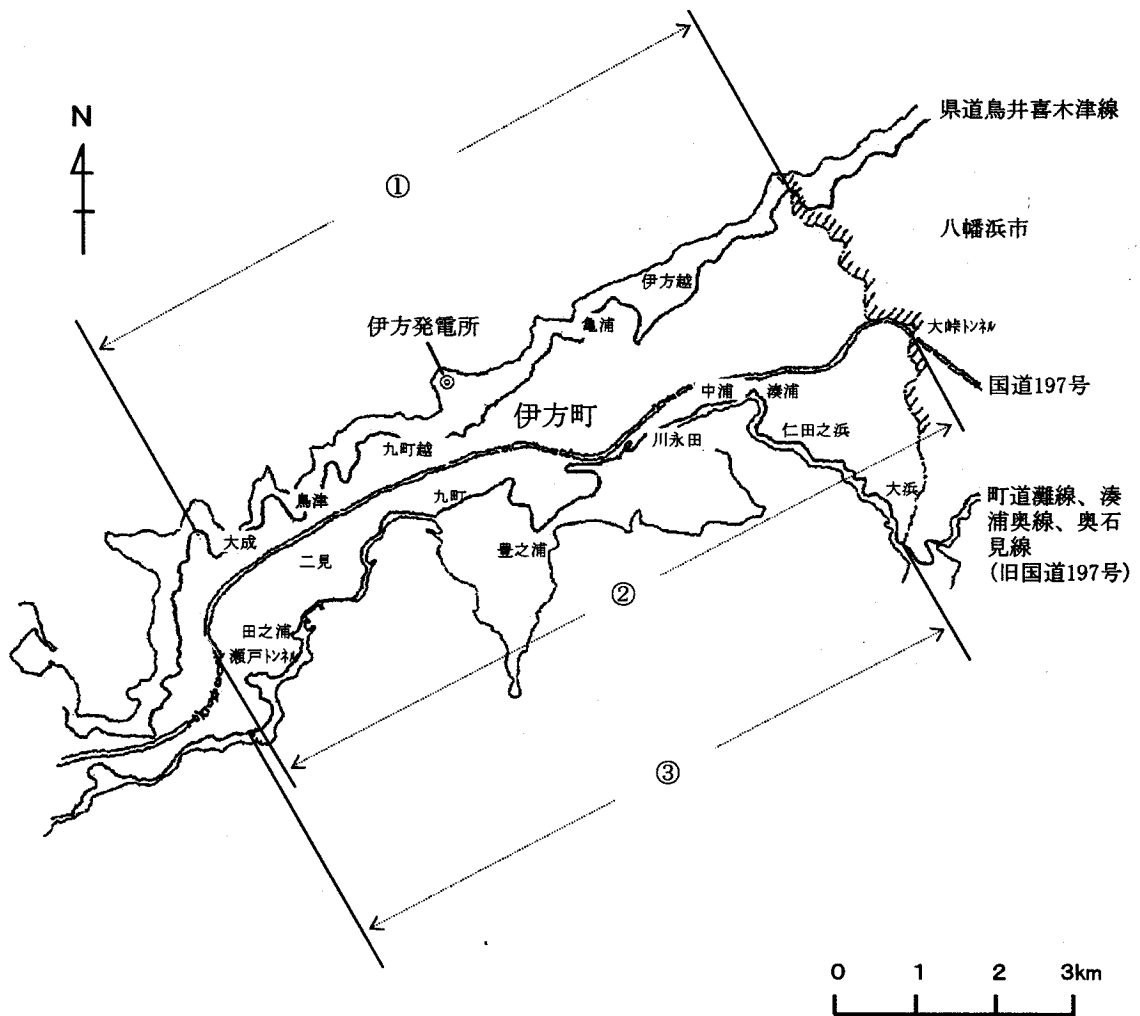 N
県道鳥井喜木津線
①
八幡浜市
伊方越
大峠トンネル
亀浦
伊方発電所
国道197号
中浦
湊浦
伊方町
仁田之浜
川永田
九町越
大浜
鳥津
九町
町道灘線、湊
浦奥線、奥石
見線
(旧国道197号)
大成
豊之浦
二見
②
田之浦
瀬戸トンネル
③
0 1 2 3km